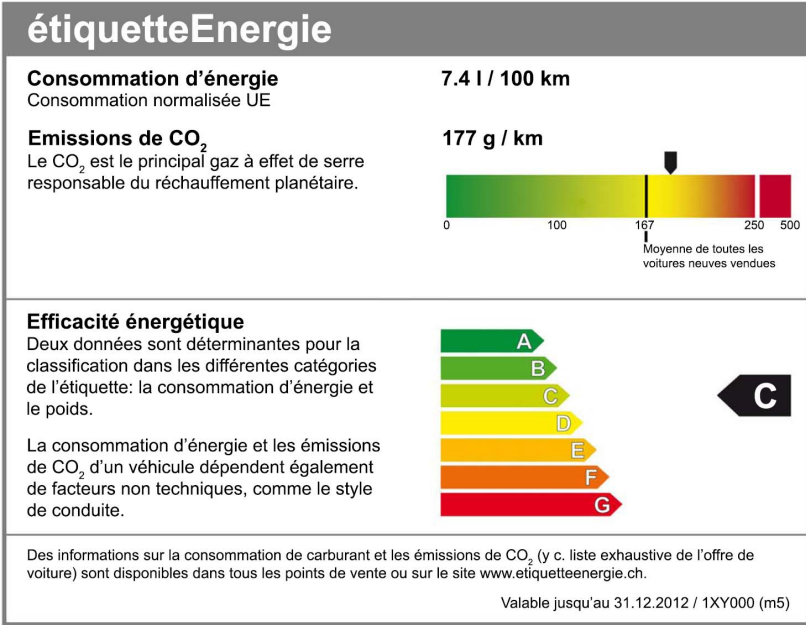 étiquetteEnergie
Consommation d’énergie 7.4 l / 100 km
Consommation normalisée UE
Emissions de CO₂ 177 g / km
Le CO₂ est le principal gaz à effet de serre
responsable du réchauffement planétaire.
0 100 167 250 500
Moyenne de toutes les
voitures neuves vendues
Efficacité énergétique
Deux données sont déterminantes pour la
classification dans les différentes catégories
de l’étiquette: la consommation d’énergie et
le poids.
La consommation d’énergie et les émissions
de CO₂ d’un véhicule dépendent également
de facteurs non techniques, comme le style
de conduite.
A
B
C
D
E
F
G
C
Des informations sur la consommation de carburant et les émissions de CO₂ (y c. liste exhaustive de l’offre de
voiture) sont disponibles dans tous les points de vente ou sur le site www.etiquetteenergie.ch.
Valable jusqu’au 31.12.2012 / 1XY000 (m5)